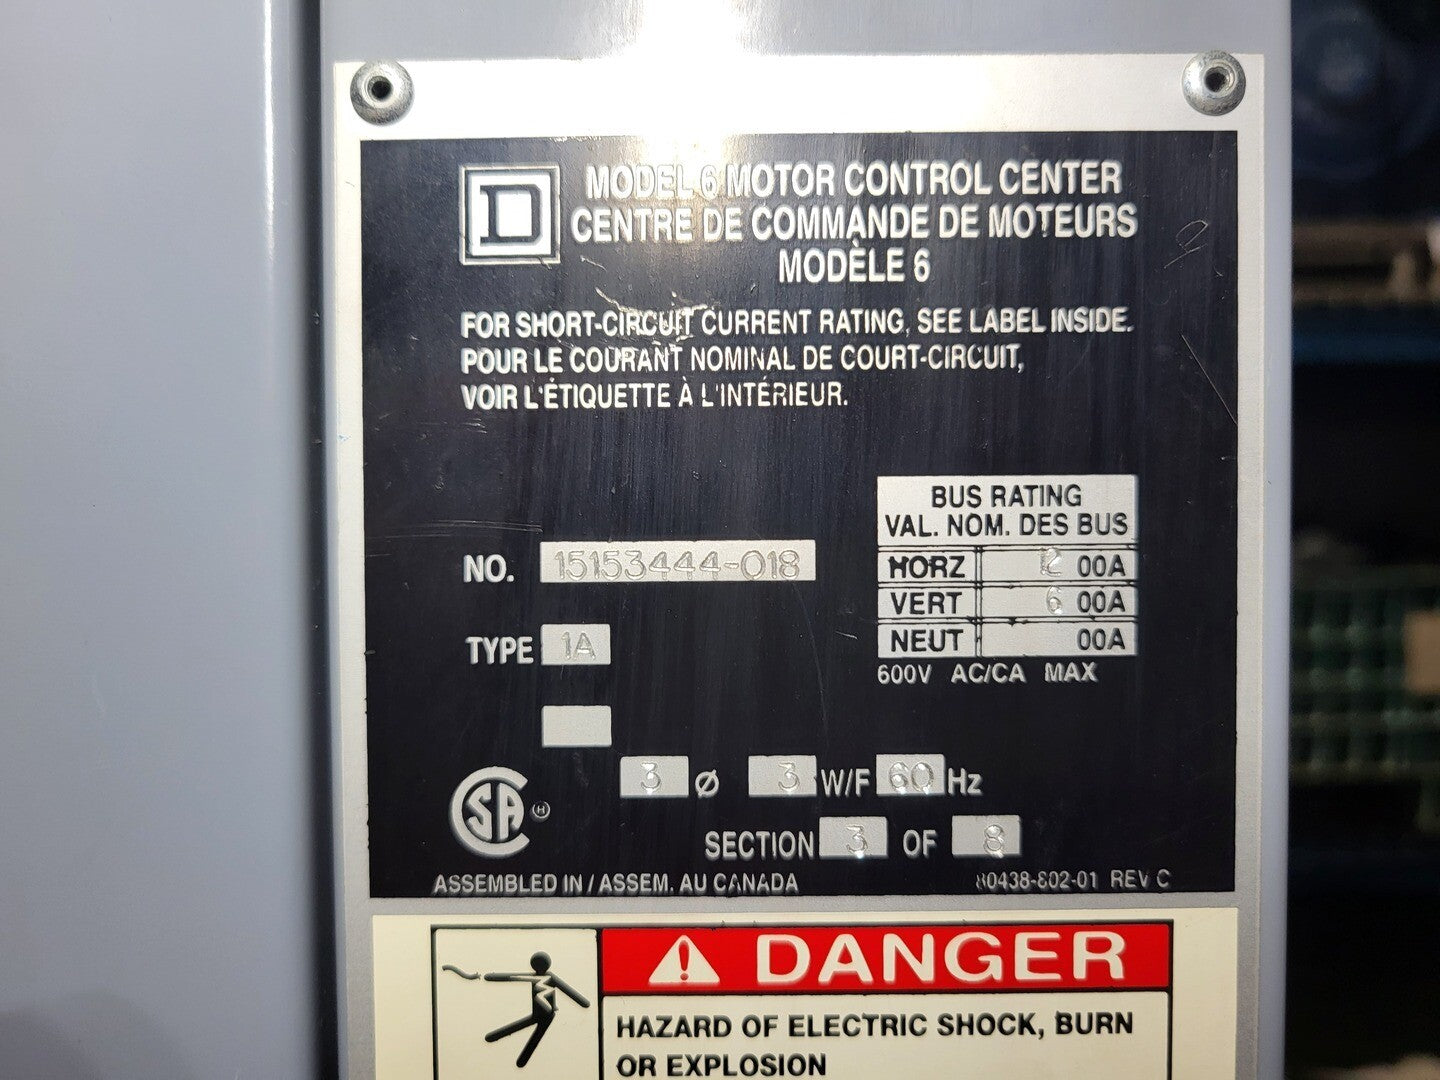 D
MODEL 6 MOTOR CONTROL CENTER
CENTRE DE COMMANDE DE MOTEURS
MODÈLE 6
FOR SHORT-CIRCUIT CURRENT RATING, SEE LABEL INSIDE.
POUR LE COURANT NOMINAL DE COURT-CIRCUIT,
VOIR L'ÉTIQUETTE À L'INTÉRIEUR.
BUS RATING
VAL. NOM. DES BUS
HORZ 12 00A
VERT 6 00A
NEUT 00A
600V AC/CA MAX
NO. 15153444-018
TYPE 1A
3 Ø 3 W/F 60 Hz
SECTION 3 OF 8
CSA ®
ASSEMBLED IN / ASSEM. AU CANADA
80438-802-01 REV C
DANGER
HAZARD OF ELECTRIC SHOCK, BURN
OR EXPLOSION